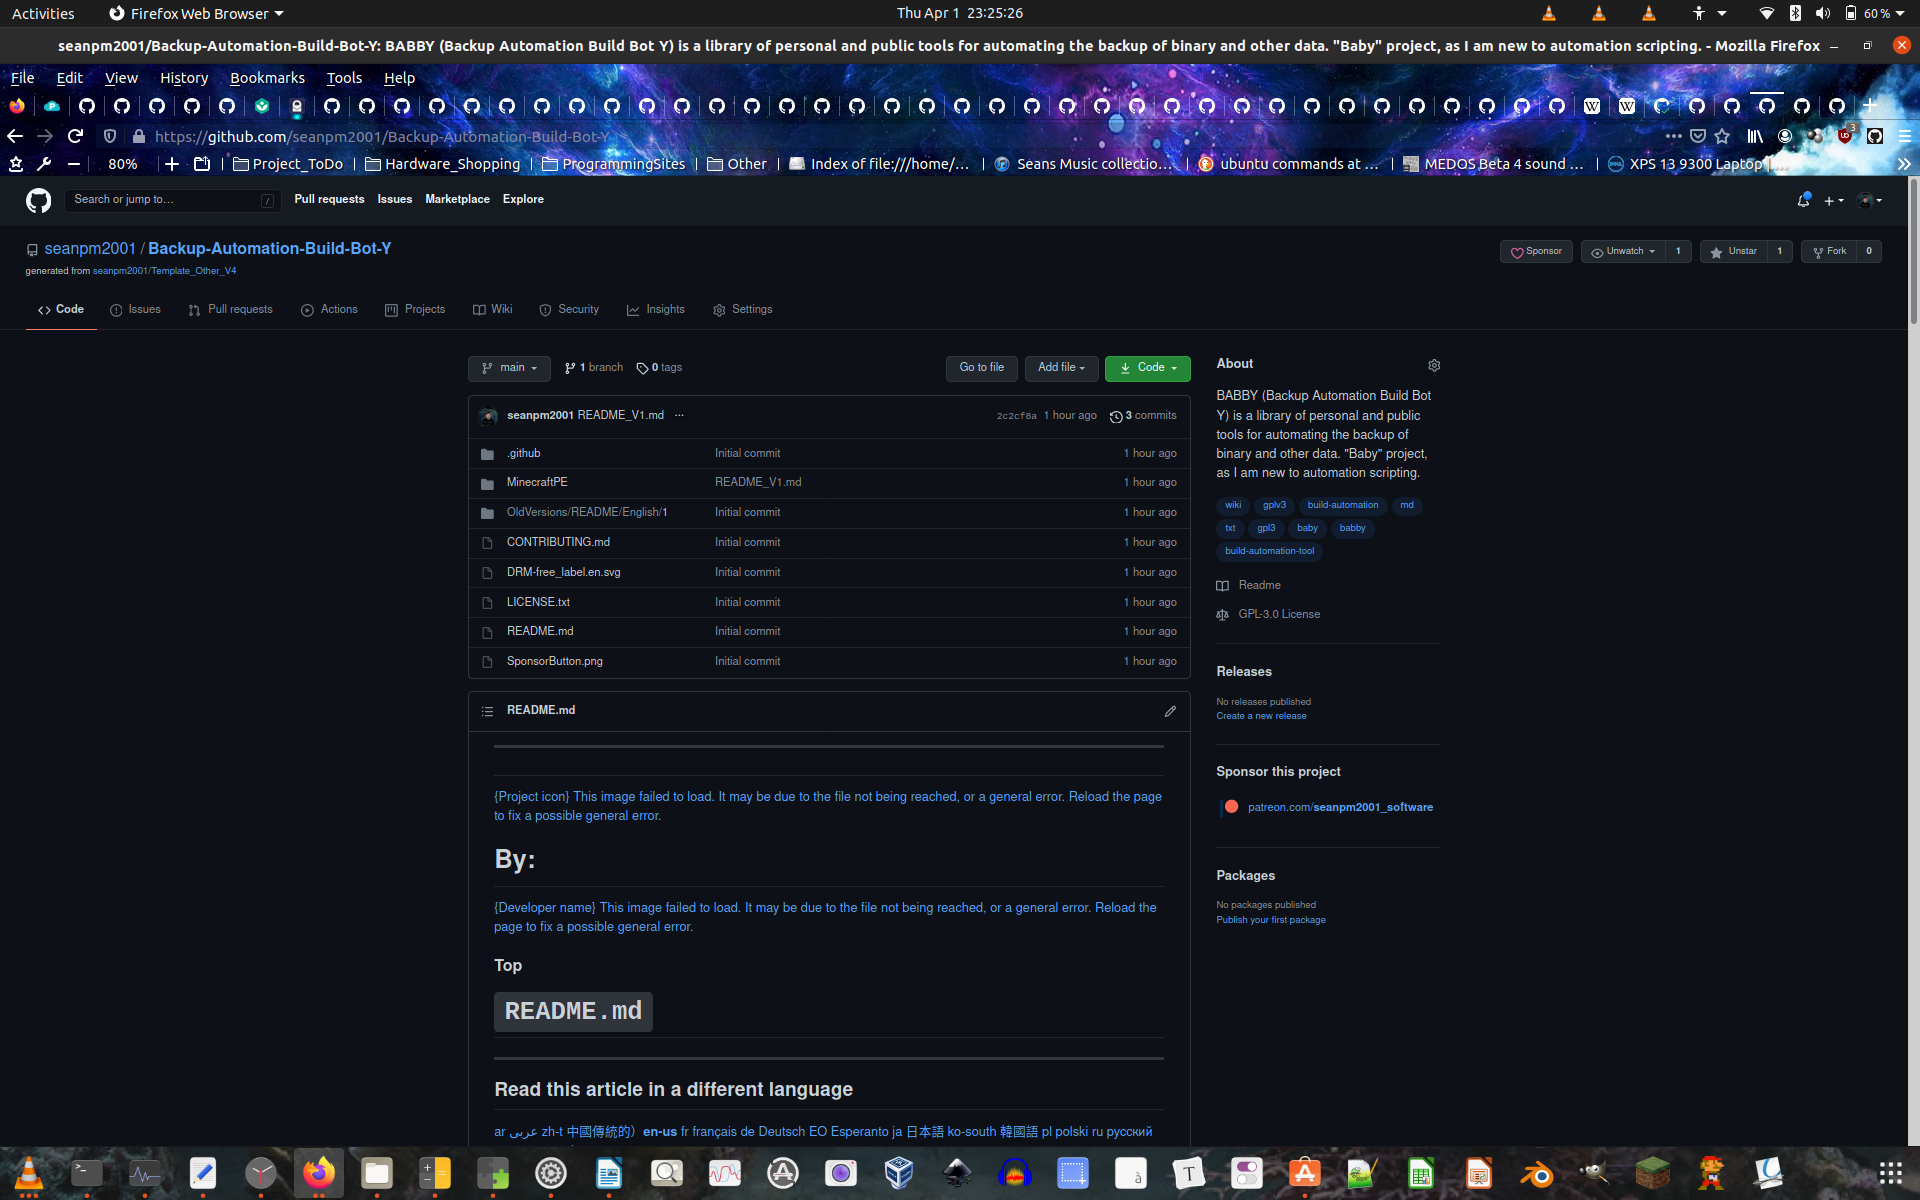 Activities Firefox Web Browser Thu Apr 1 23:25:26 60 %
seanpm2001/Backup-Automation-Build-Bot-Y: BABBY (Backup Automation Build Bot Y) is a library of personal and public tools for automating the backup of binary and other data. "Baby" project, as I am new to automation scripting. - Mozilla Firefox
File Edit View History Bookmarks Tools Help
https://github.com/seanpm2001/Backup-Automation-Build-Bot-Y 3
80% Project_ToDo Hardware_Shopping ProgrammingSites Other Index of file:///home/... Seans Music collectio... ubuntu commands at ... MEDOS Beta 4 sound ... XPS 13 9300 Laptop
Search or jump to... / Pull requests Issues Marketplace Explore
seanpm2001 / Backup-Automation-Build-Bot-Y Sponsor Unwatch 1 Unstar 1 Fork 0
generated from seanpm2001/Template_Other_V4
Code Issues Pull requests Actions Projects Wiki Security Insights Settings
main 1 branch 0 tags Go to file Add file Code
seanpm2001 README_V1.md ... 2c2cf8a 1 hour ago 3 commits
.github Initial commit 1 hour ago
MinecraftPE README_V1.md 1 hour ago
OldVersions/README/English/1 Initial commit 1 hour ago
CONTRIBUTING.md Initial commit 1 hour ago
DRM-free_label.en.svg Initial commit 1 hour ago
LICENSE.txt Initial commit 1 hour ago
README.md Initial commit 1 hour ago
SponsorButton.png Initial commit 1 hour ago
README.md
{Project icon} This image failed to load. It may be due to the file not being reached, or a general error. Reload the page
to fix a possible general error.
By:
{Developer name} This image failed to load. It may be due to the file not being reached, or a general error. Reload the
page to fix a possible general error.
Top
README.md
Read this article in a different language
ar عربى zh-t 中國傳統的） en-us fr français de Deutsch EO Esperanto ja 日本語 ko-south 韓國語 pl polski ru русский
About
BABBY (Backup Automation Build Bot
Y) is a library of personal and public
tools for automating the backup of
binary and other data. "Baby" project,
as I am new to automation scripting.
wiki gplv3 build-automation md
txt gpl3 baby babby
build-automation-tool
Readme
GPL-3.0 License
Releases
No releases published
Create a new release
Sponsor this project
patreon.com/seanpm2001_software
Packages
No packages published
Publish your first package